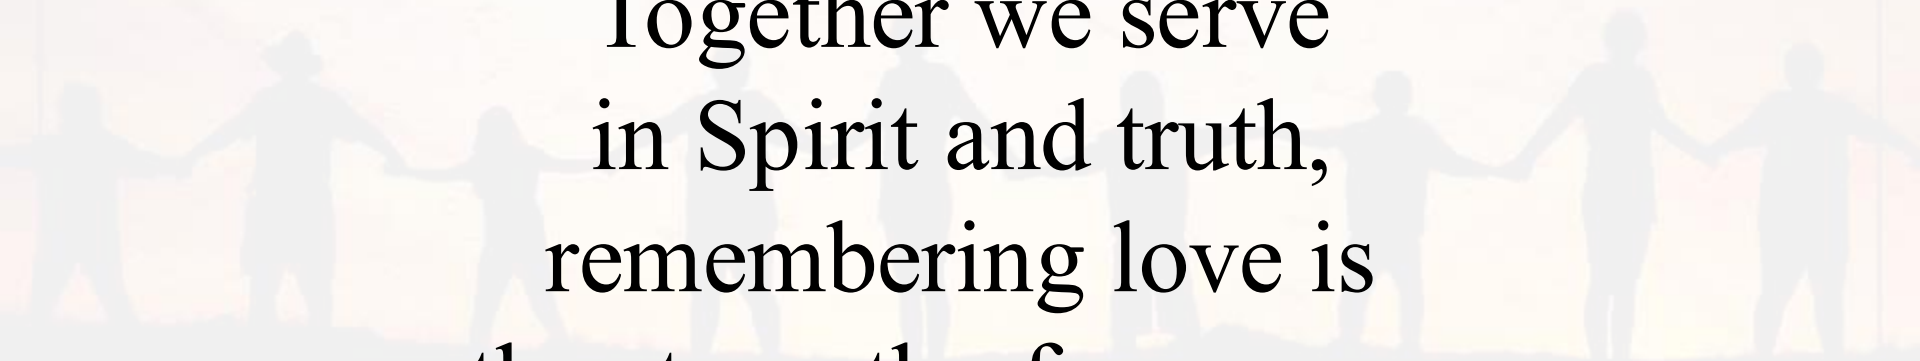 Together we serve
in Spirit and truth,
remembering love is